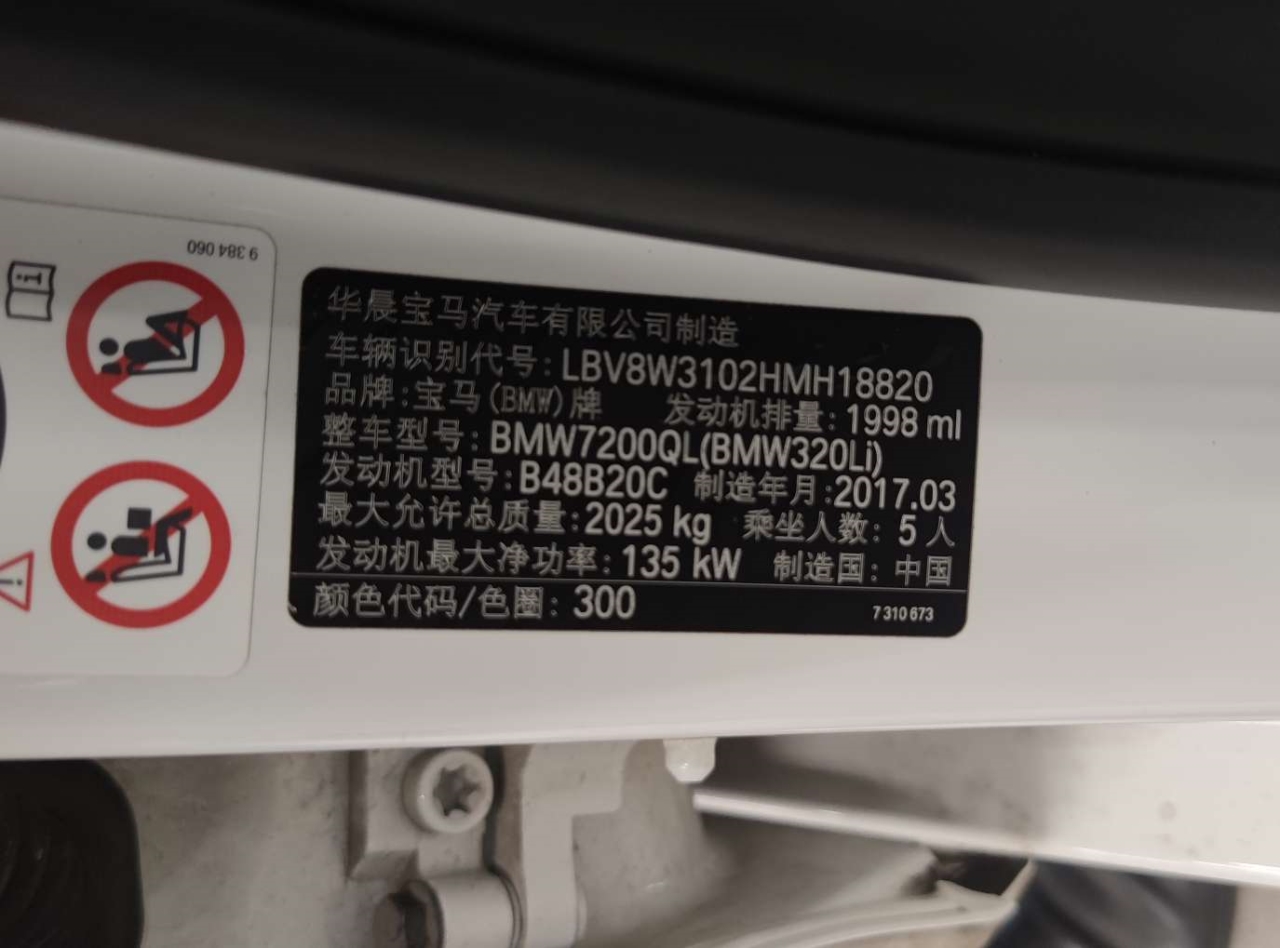 9 384 060
华晨宝马汽车有限公司制造
车辆识别代号:LBV8W3102HMH18820
品牌:宝马(BMW)牌 发动机排量: 1998 ml
整车型号:BMW7200QL(BMW320Li)
发动机型号:B48B20C 制造年月:2017.03
最大允许总质量:2025 kg 乘坐人数: 5 人
发动机最大净功率: 135 kW 制造国: 中国
颜色代码/色圈: 300 7 310 673